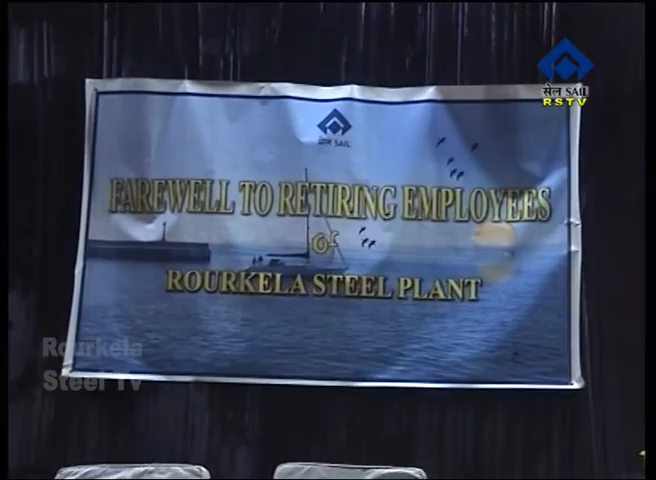 सेल SAIL
RSTV
सेल SAIL
FAREWELL TO RETIRING EMPLOYEES
of
ROURKELA STEEL PLANT
Rourkela
Steel TV